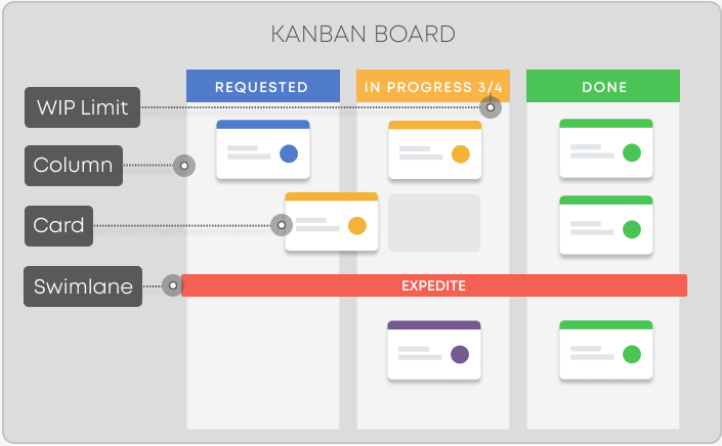 KANBAN BOARD
REQUESTED
IN PROGRESS 3/4
DONE
WIP Limit
Column
Card
Swimlane
EXPEDITE